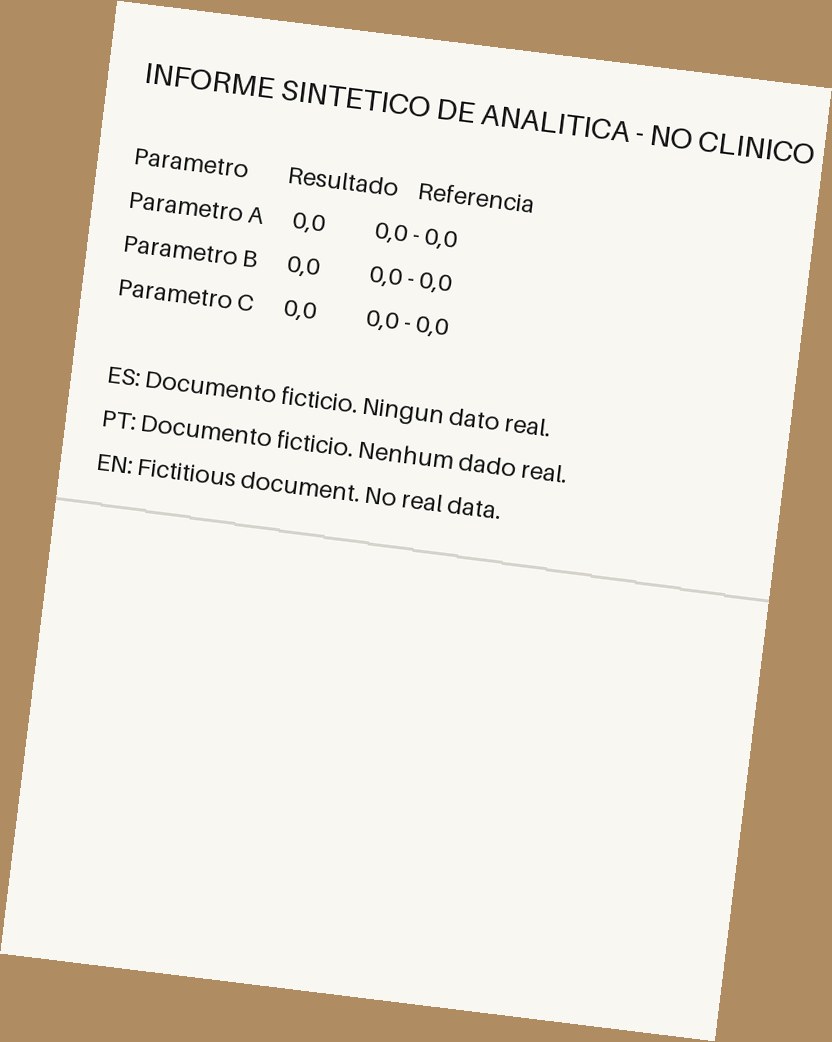 INFORME SINTETICO DE ANALITICA - NO CLINICO
Parametro Resultado Referencia
Parametro A 0,0 0,0 - 0,0
Parametro B 0,0 0,0 - 0,0
Parametro C 0,0 0,0 - 0,0
ES: Documento ficticio. Ningun dato real.
PT: Documento ficticio. Nenhum dado real.
EN: Fictitious document. No real data.